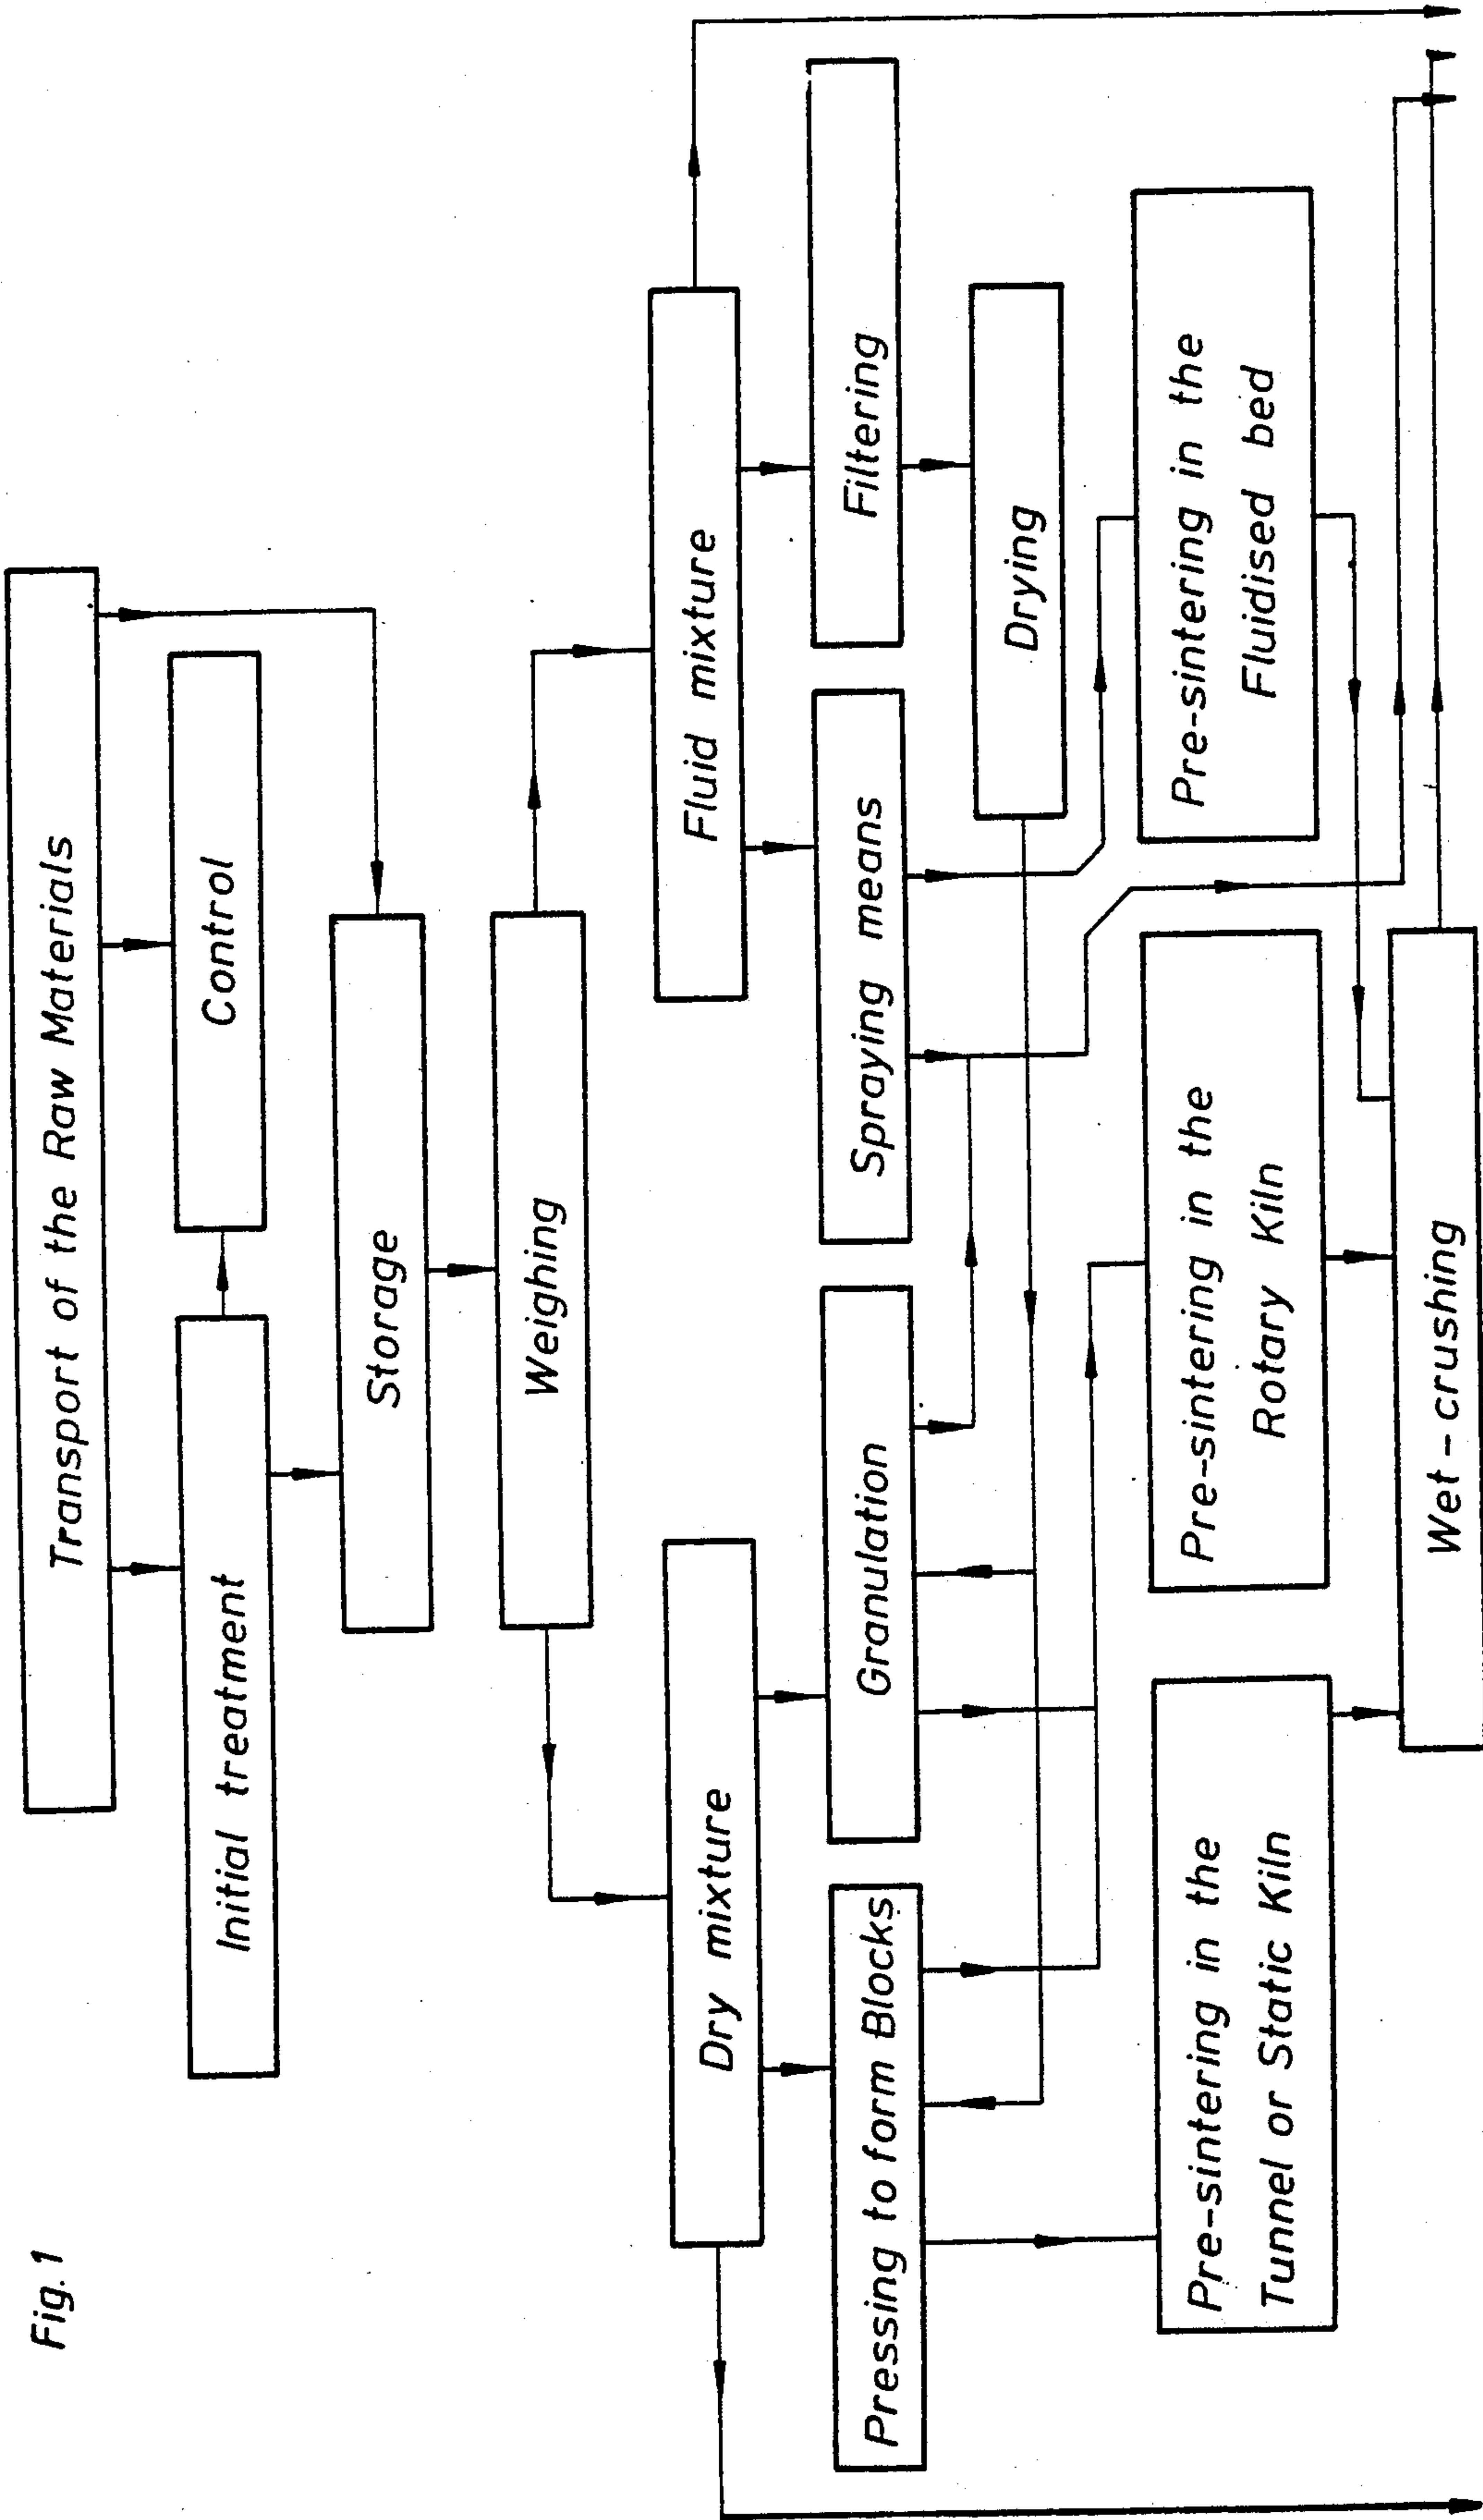 Fig. 1
Transport of the Raw Materials
Initial treatment
Control
Storage
Weighing
Dry mixture
Fluid mixture
Pressing to form Blocks
Granulation
Spraying means
Filtering
Drying
Pre-sintering in the
Tunnel or Static Kiln
Pre-sintering in the
Rotary Kiln
Pre-sintering in the
Fluidised bed
Wet-crushing